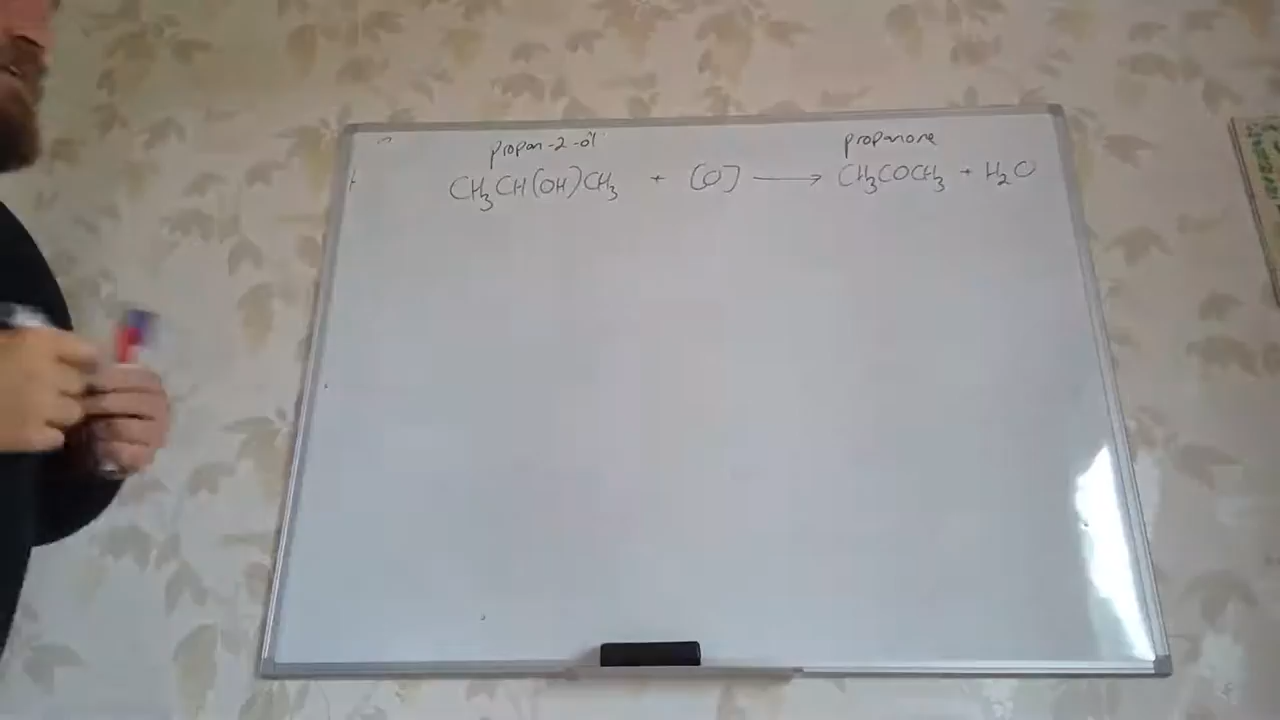 propan-2-ol propanone
CH₃CH(OH)CH₃ + [O] ⟶ CH₃COCH₃ + H₂O